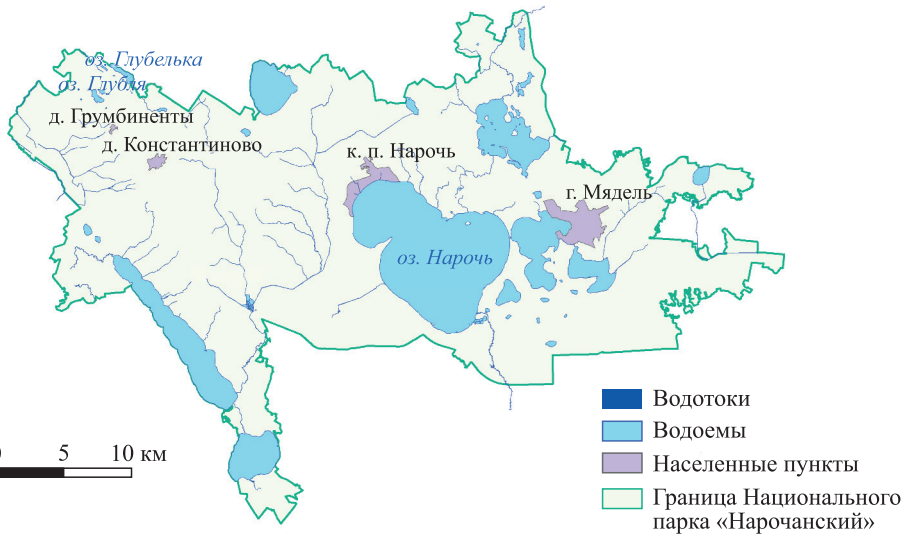 оз. Глубелька
оз. Глубля
д. Грумбиненты
д. Константиново
к. п. Нарочь
г. Мядель
оз. Нарочь
5 10 км
Водотоки
Водоемы
Населенные пункты
Граница Национального
парка «Нарочанский»